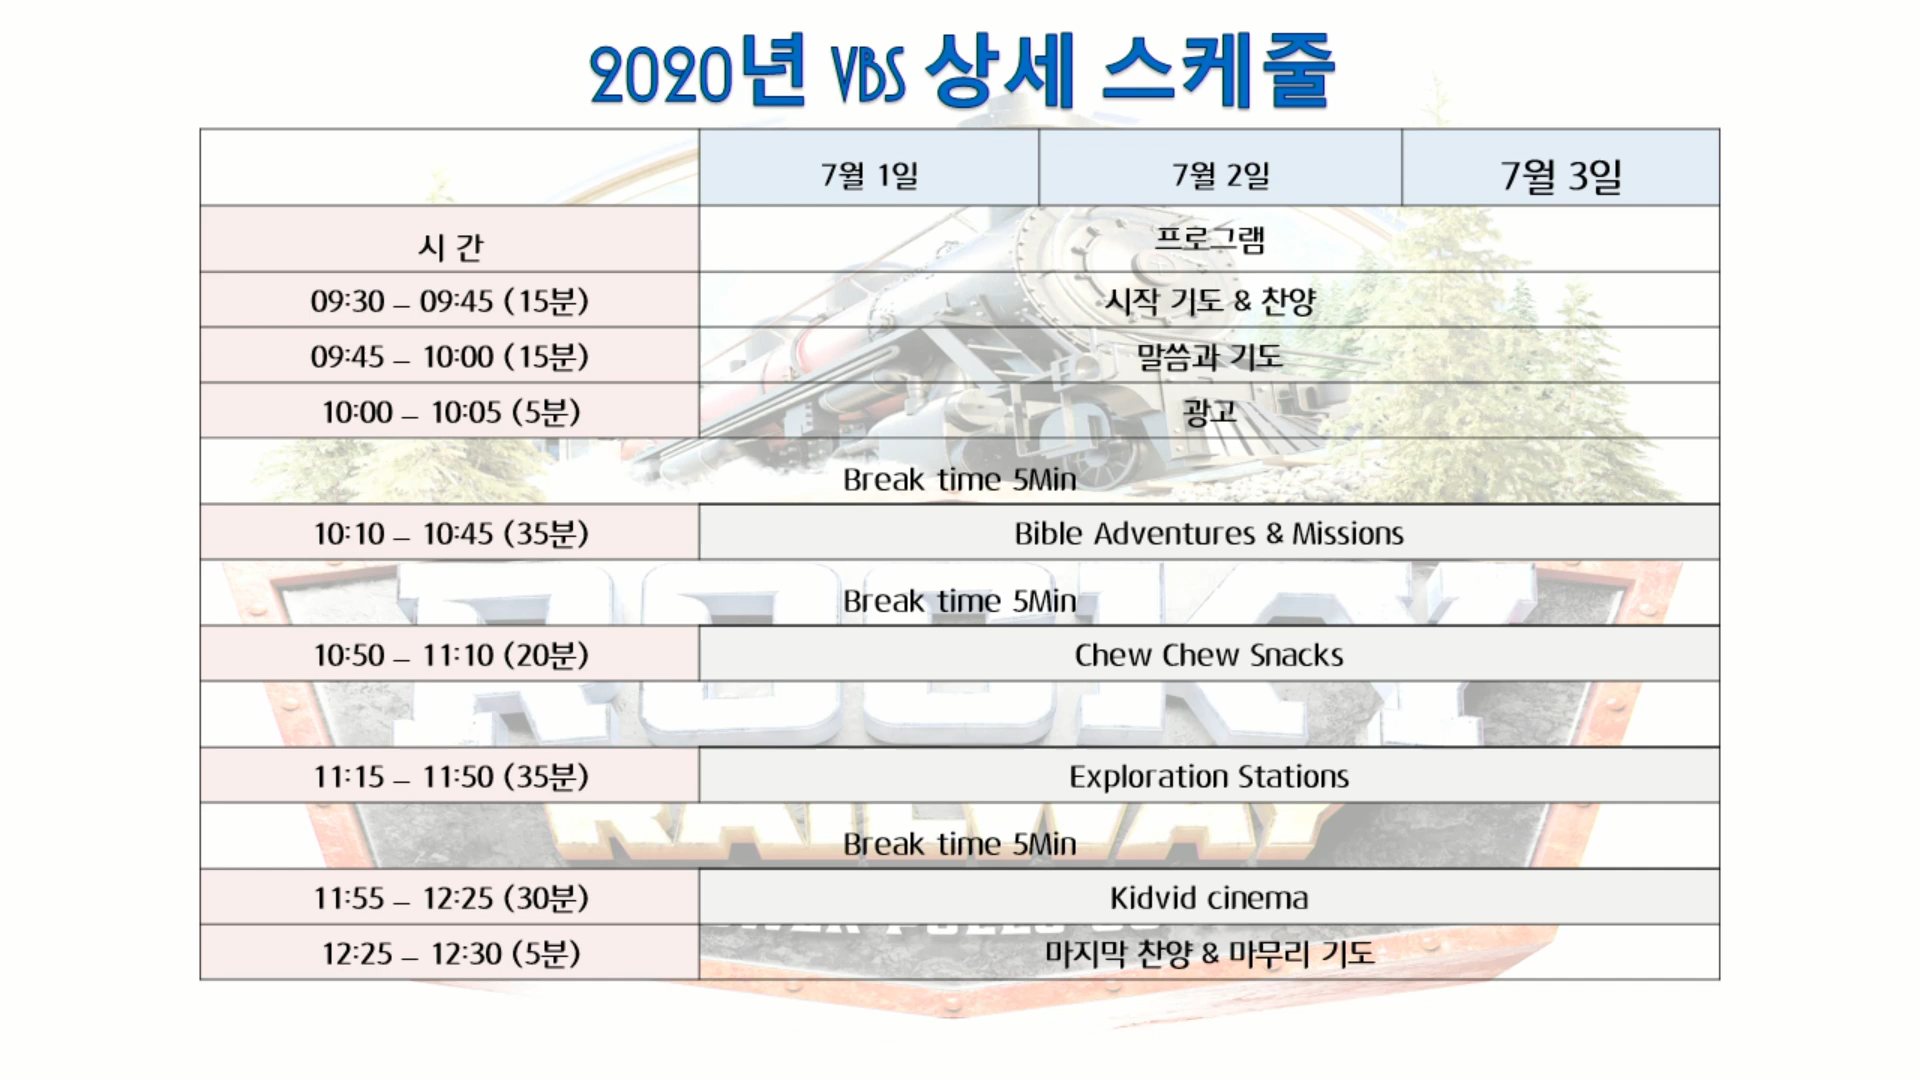 2020년 VBS 상세 스케줄
7월 1일 7월 2일 7월 3일
시 간 프로그램
09:30 – 09:45 (15분) 시작 기도 & 찬양
09:45 – 10:00 (15분) 말씀과 기도
10:00 – 10:05 (5분) 광고
Break time 5Min
10:10 – 10:45 (35분) Bible Adventures & Missions
Break time 5Min
ROCKY
10:50 – 11:10 (20분) Chew Chew Snacks
11:15 – 11:50 (35분) Exploration Stations
RAILWAY
Break time 5Min
11:55 – 12:25 (30분) Kidvid cinema
12:25 – 12:30 (5분) 마지막 찬양 & 마무리 기도